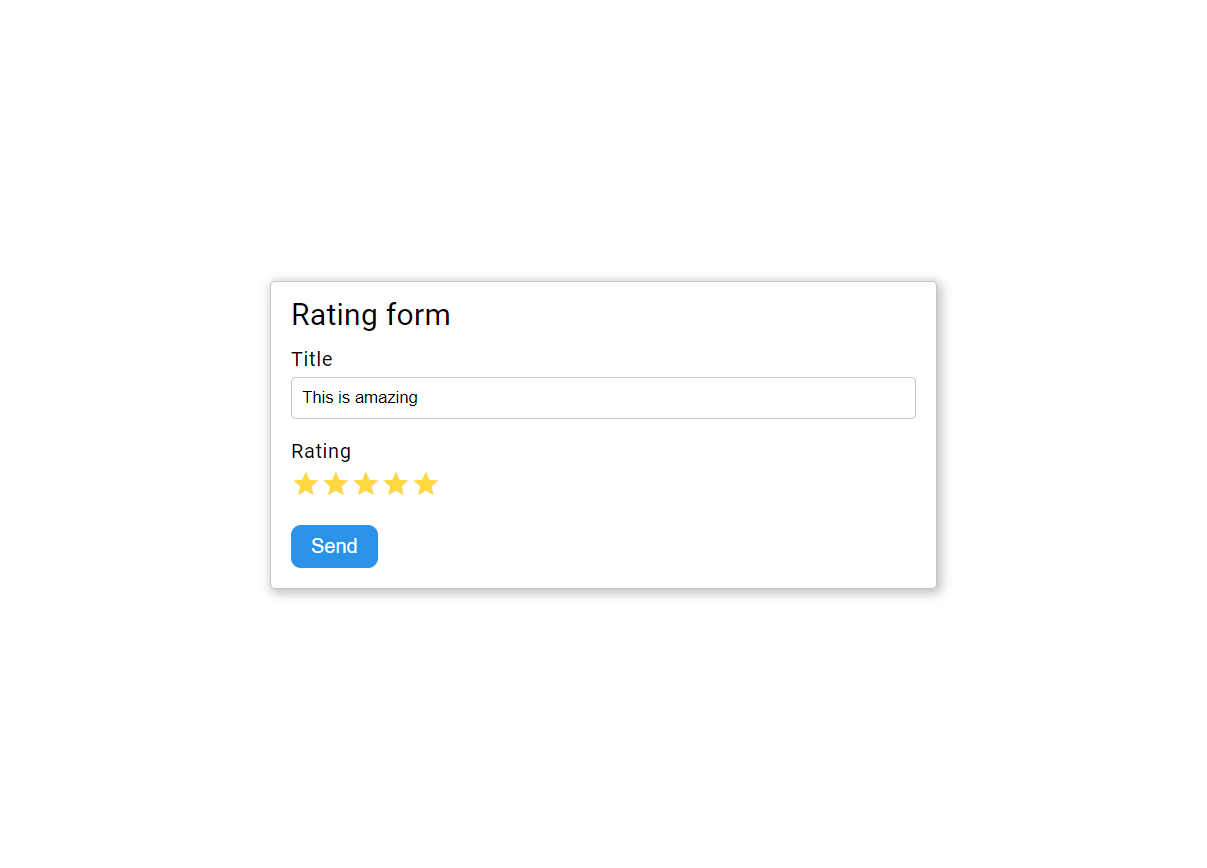 Rating form
Title
This is amazing
Rating
Send